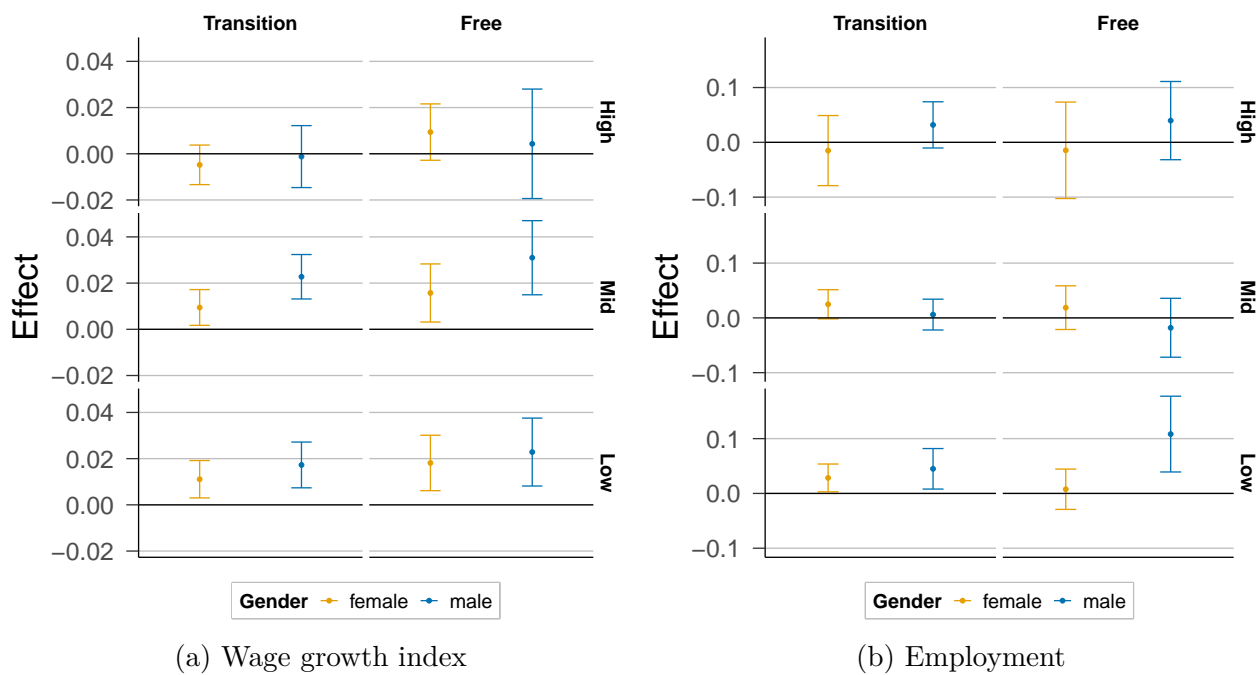 Transition Free
High
0.04
0.02
0.00
−0.02
Mid
0.04
0.02
0.00
−0.02
Low
0.04
0.02
0.00
−0.02
Effect
Gender female male
(a) Wage growth index
Transition Free
High
0.1
0.0
−0.1
Mid
0.1
0.0
−0.1
Low
0.1
0.0
−0.1
Effect
Gender female male
(b) Employment